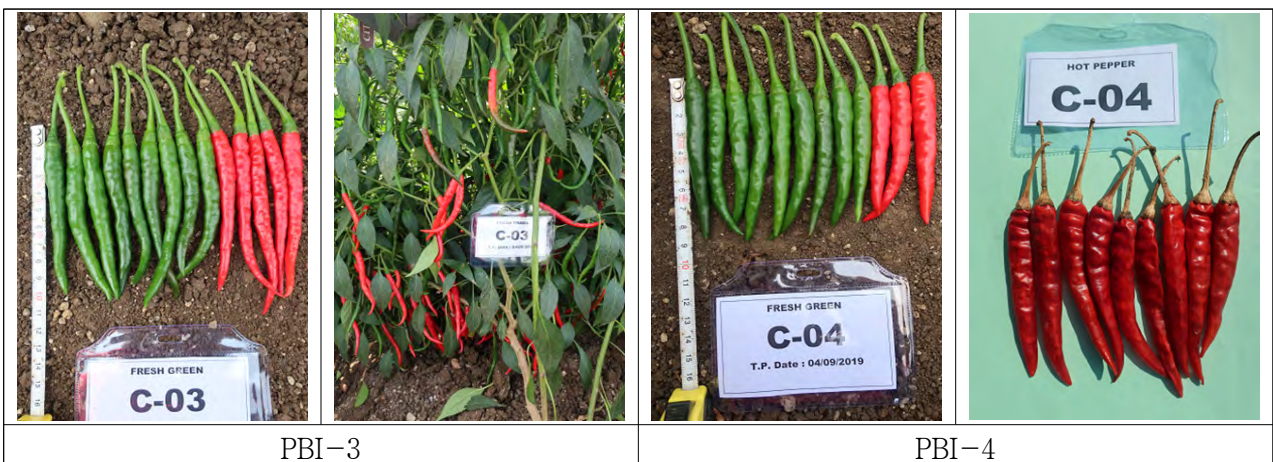 FRESH GREEN
C-03
C-03
FRESH GREEN
C-04
T.P. Date : 04/09/2019
HOT PEPPER
C-04
PBI-3
PBI-4